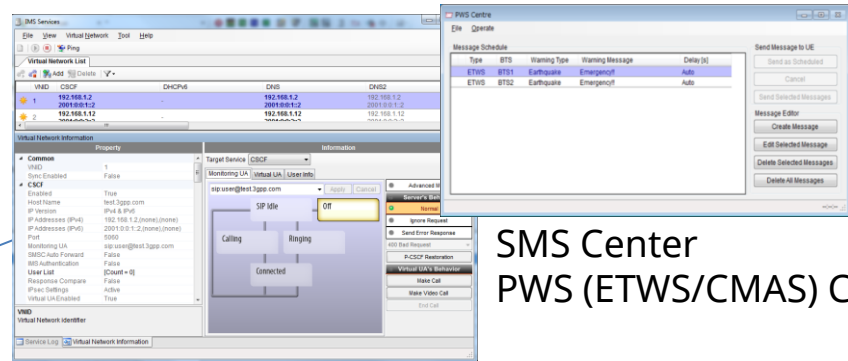 IMS Services
File View Virtual Network Tool Help
Ping
Virtual Network List
Add Delete
VNID CSCF DHCPv6 DNS DNS2
1 192.168.1.2 - 192.168.1.2 192.168.1.2
2001:0:0:1::2 2001:0:0:1::2 2001:0:0:1::2
2 192.168.1.12 - 192.168.1.12 192.168.1.12
Virtual Network Information
Property
Common
VNID 1
Sync Enabled False
CSCF
Enabled True
Host Name test.3gpp.com
IP Version IPv4 & IPv6
IP Addresses (IPv4) 192.168.1.2,(none),(none)
IP Addresses (IPv6) 2001:0:0:1::2,(none),(none)
Port 5060
Monitoring UA sip:user@test.3gpp.com
SMSC Auto Forward False
IMS Authentication False
User List [Count = 0]
Response Compare False
IPsec Settings Active
Virtual UA Enabled True
VNID
Virtual Network identifier
Service Log Virtual Network Information
Information
Target Service CSCF
Monitoring UA Virtual UA User Info
sip:user@test.3gpp.com Apply Cancel
SIP Idle Off
Calling Ringing
Connected
Advanced
Server's
Normal
Ignore Request
Send Error Response
400 Bad Request
P-CSCF Restoration
Virtual UA's Behavior
Make Call
Make Video Call
End Call
PWS Centre
File Operate
Message Schedule
Type BTS Warning Type Warning Message Delay [s]
ETWS BTS1 Earthquake Emergency!! Auto
ETWS BTS2 Earthquake Emergency!! Auto
Send Message to UE
Send as Scheduled
Cancel
Send Selected Messages
Message Editor
Create Message
Edit Selected Message
Delete Selected Messages
Delete All Messages
SMS Center
PWS (ETWS/CMAS) C